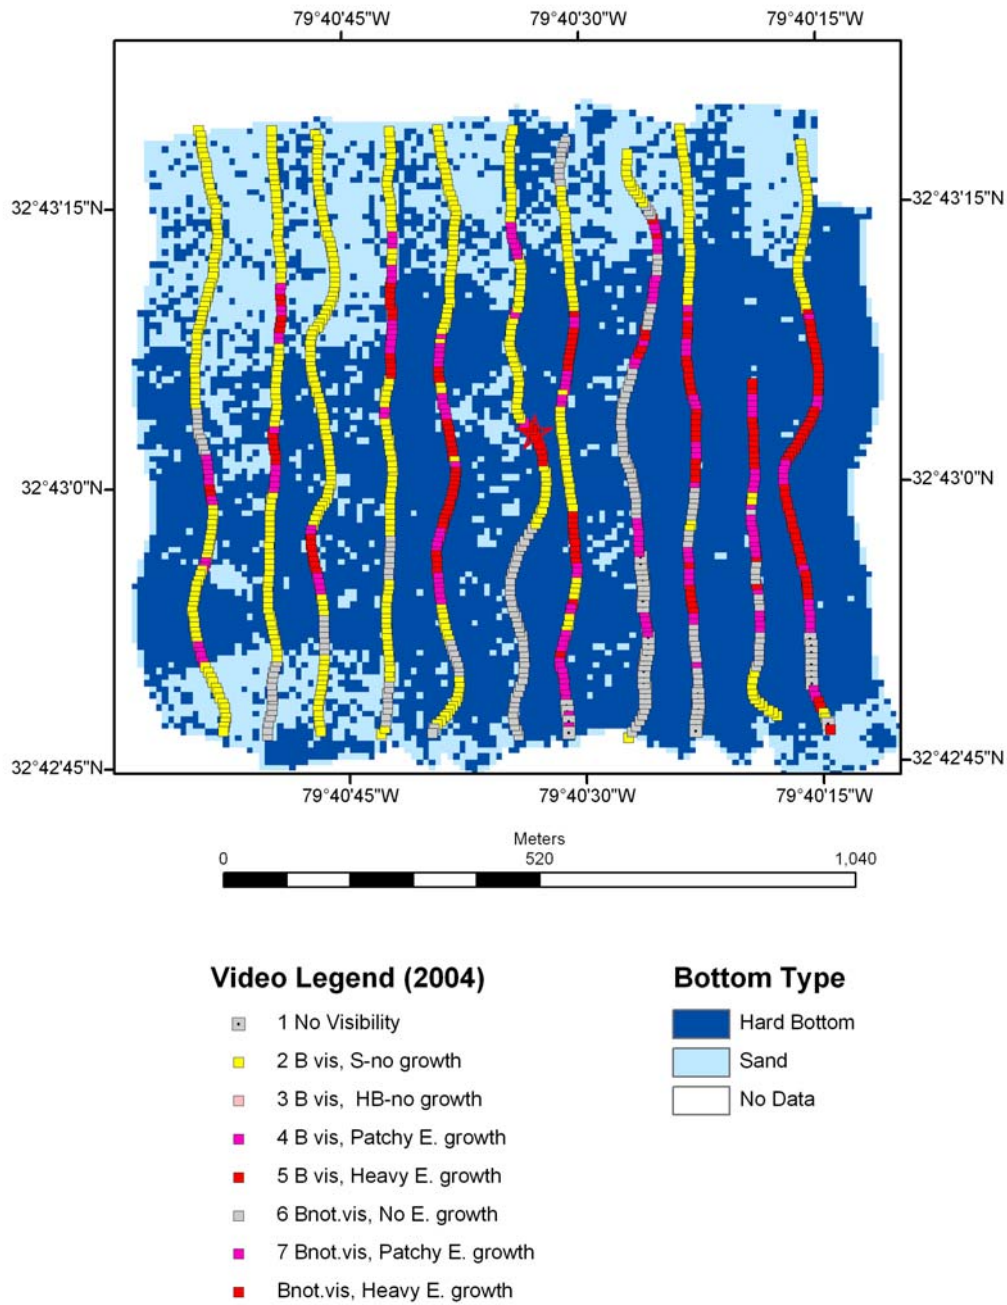 79°40'45"W 79°40'30"W 79°40'15"W
32°43'15"N 32°43'15"N
32°43'0"N 32°43'0"N
32°42'45"N 32°42'45"N
79°40'45"W 79°40'30"W 79°40'15"W
Meters
0 520 1,040
Video Legend (2004)
1 No Visibility
2 B vis, S-no growth
3 B vis, HB-no growth
4 B vis, Patchy E. growth
5 B vis, Heavy E. growth
6 Bnot.vis, No E. growth
7 Bnot.vis, Patchy E. growth
Bnot.vis, Heavy E. growth
Bottom Type
Hard Bottom
Sand
No Data